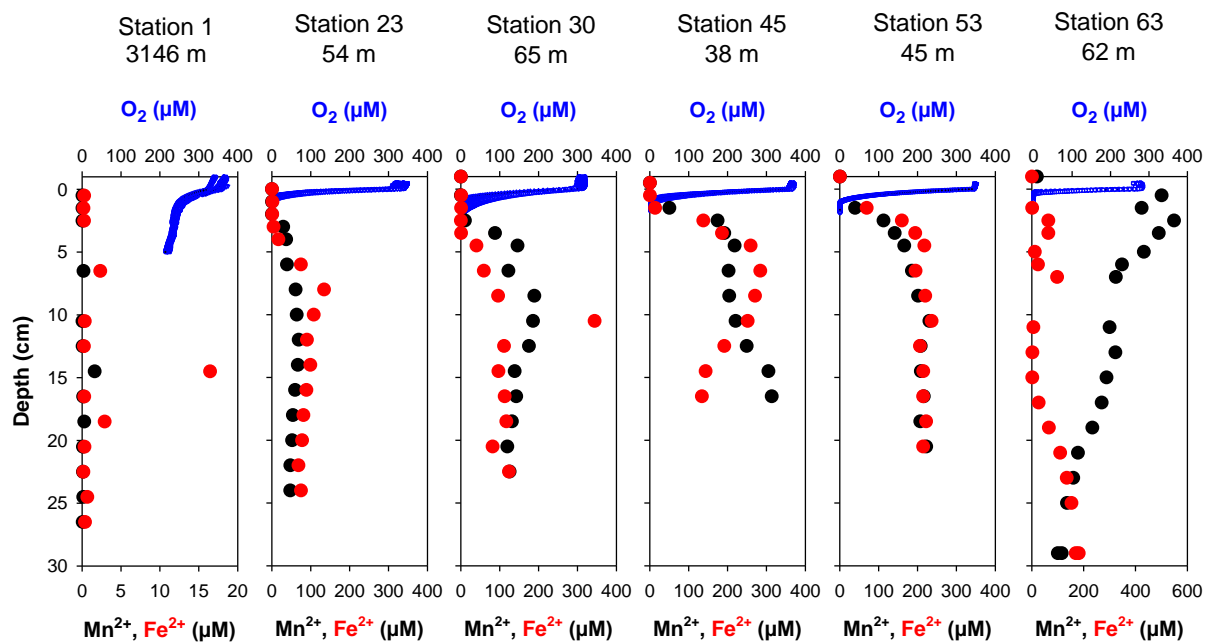 Station 1 Station 23 Station 30 Station 45 Station 53 Station 63
3146 m 54 m 65 m 38 m 45 m 62 m
O₂ (µM) O₂ (µM) O₂ (µM) O₂ (µM) O₂ (µM) O₂ (µM)
0 100 200 300 400 0 100 200 300 400 0 100 200 300 400 0 100 200 300 400 0 100 200 300 400 0 100 200 300 400
0
5
10
15
20
25
30
Depth (cm)
0 5 10 15 20 0 100 200 300 400 0 100 200 300 400 0 100 200 300 400 0 100 200 300 400 0 200 400 600
Mn²⁺, Fe²⁺ (µM) Mn²⁺, Fe²⁺ (µM) Mn²⁺, Fe²⁺ (µM) Mn²⁺, Fe²⁺ (µM) Mn²⁺, Fe²⁺ (µM) Mn²⁺, Fe²⁺ (µM)